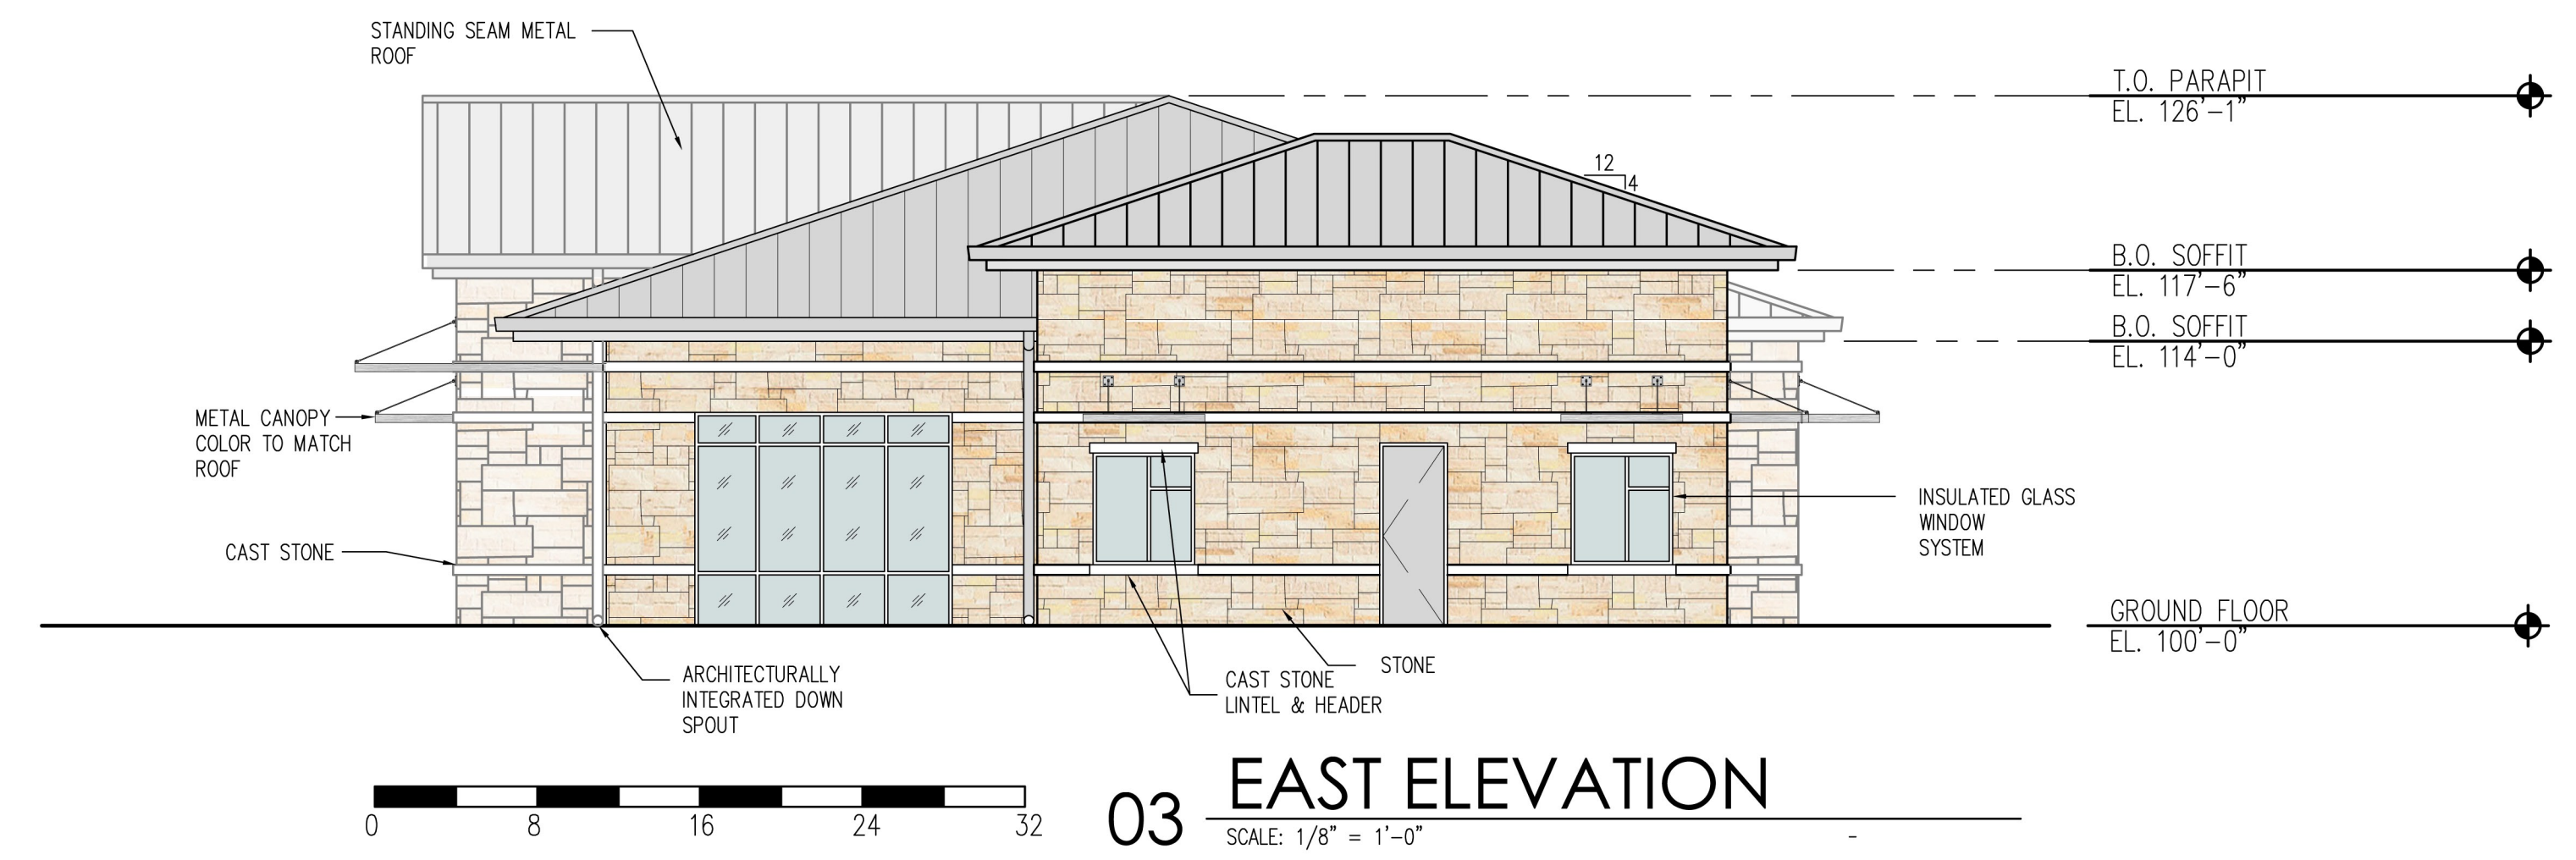 STANDING SEAM METAL
ROOF
T.O. PARAPIT
EL. 126'-1"
12
4
B.O. SOFFIT
EL. 117'-6"
B.O. SOFFIT
EL. 114'-0"
METAL CANOPY
COLOR TO MATCH
ROOF
INSULATED GLASS
WINDOW
SYSTEM
CAST STONE
GROUND FLOOR
EL. 100'-0"
ARCHITECTURALLY
INTEGRATED DOWN
SPOUT
STONE
CAST STONE
LINTEL & HEADER
0 8 16 24 32
03 EAST ELEVATION
SCALE: 1/8" = 1'-0"
-